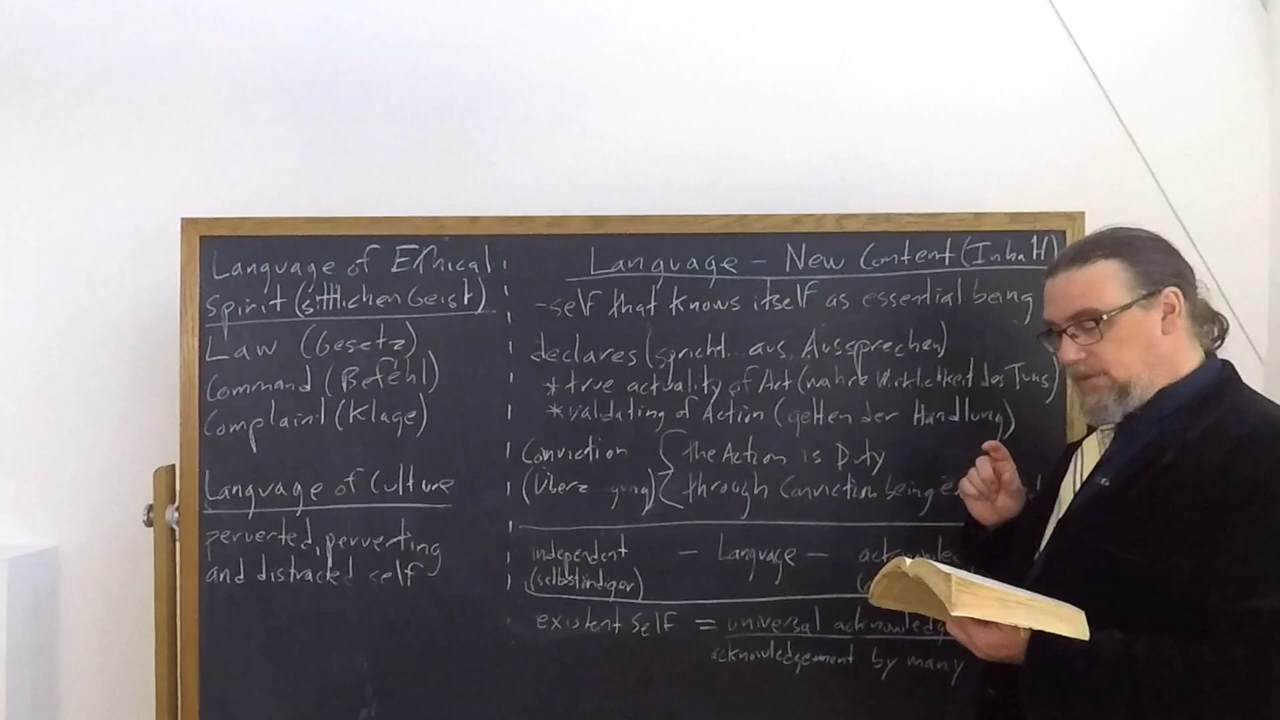 Language of Ethical
spirit (sittlichen Geist)
Law (Gesetz)
Command (Befehl)
Complaint (Klage)
Language of Culture
perverted, perverting
and distracted self
Language - New Content (Inhalt)
-self that knows itself as essential being
declares (spricht...aus, Aussprechen)
*true actuality of Act (wahre Wirklichkeit des Tuns)
*validating of Action (gelten der Handlung)
Conviction { the Action is Duty
(Überz gung) through Conviction being
independent - Language -
(selbständiger)
existent self = universal
acknowledgement by many